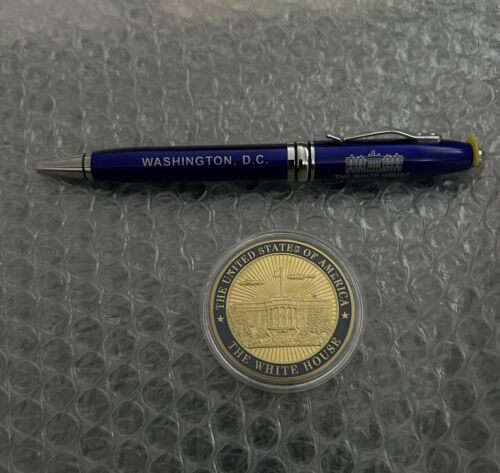 WASHINGTON, D.C.
THE WHITE HOUSE
THE UNITED STATES OF AMERICA
THE WHITE HOUSE